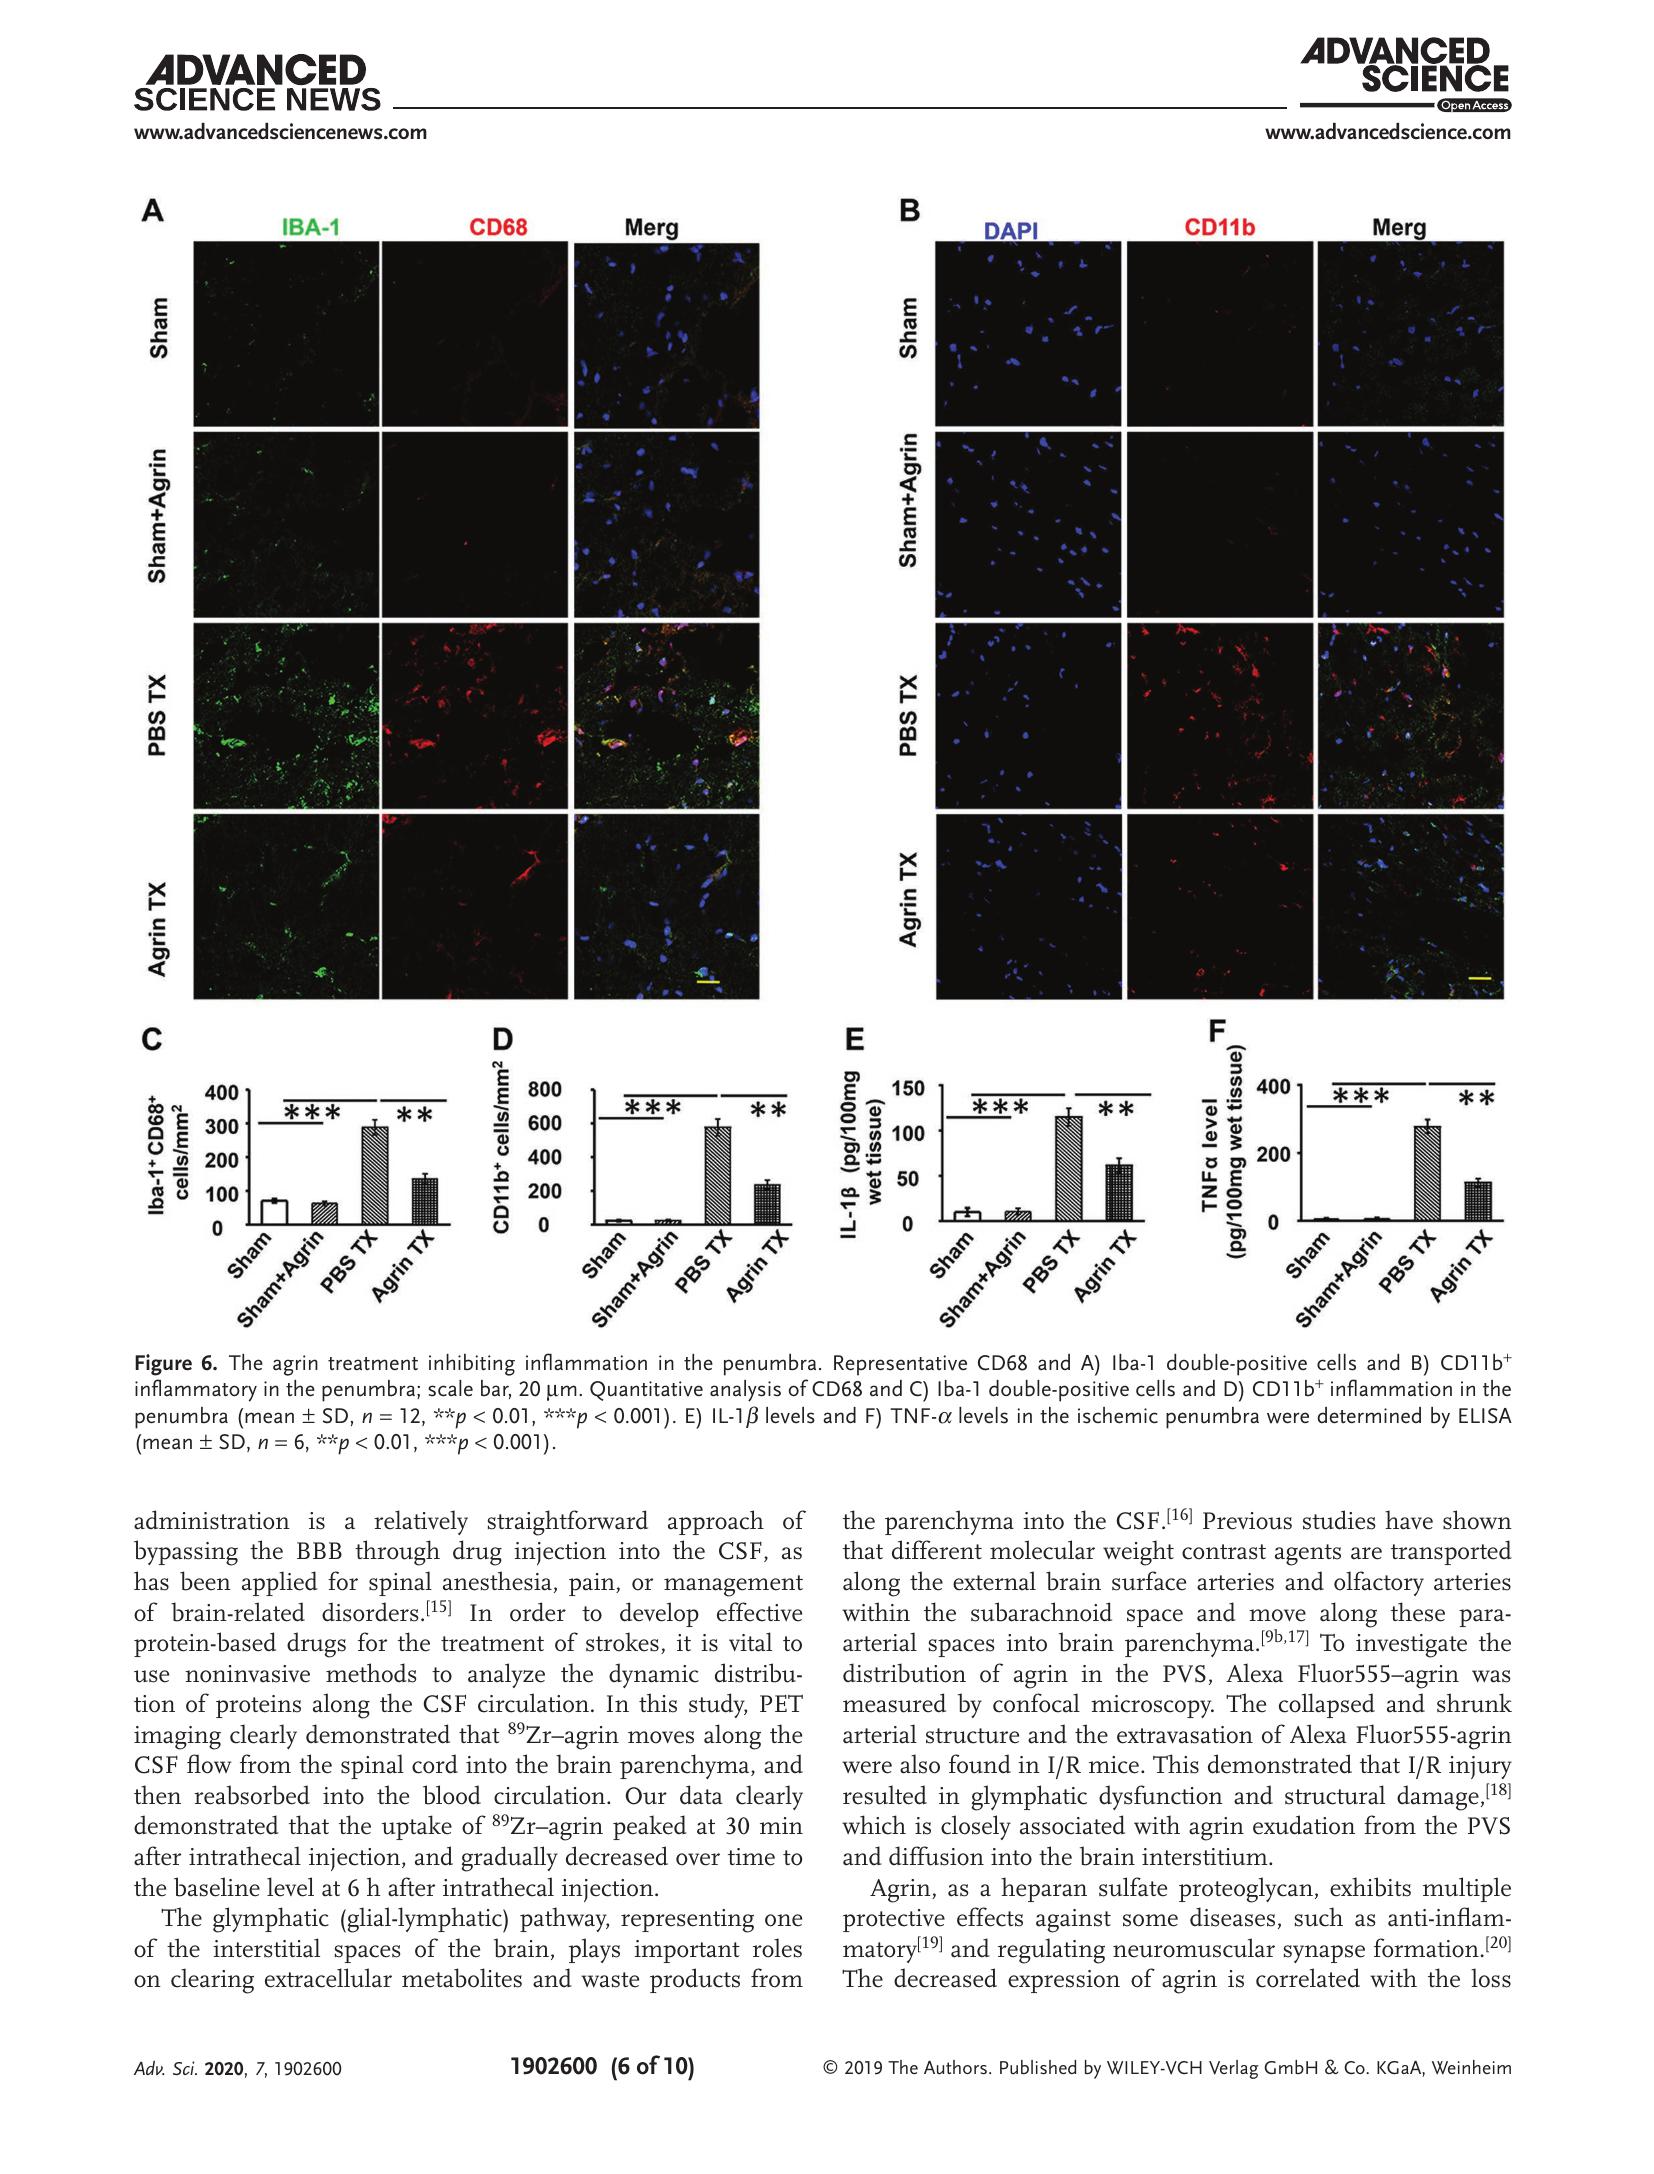 ADVANCED
SCIENCE NEWS
www.advancedsciencenews.com
ADVANCED
SCIENCE
Open Access
www.advancedscience.com
A
IBA-1 CD68 Merg
Sham
Sham+Agrin
PBS TX
Agrin TX
B
DAPI CD11b Merg
Sham
Sham+Agrin
PBS TX
Agrin TX
C
Iba-1⁺ CD68⁺
cells/mm²
400
300
200
100
0
***
**
Sham
Sham+Agrin
PBS TX
Agrin TX
D
CD11b⁺ cells/mm²
800
600
400
200
0
***
**
Sham
Sham+Agrin
PBS TX
Agrin TX
E
IL-1β (pg/100mg
wet tissue)
150
100
50
0
***
**
Sham
Sham+Agrin
PBS TX
Agrin TX
F
TNFα level
(pg/100mg wet tissue)
400
200
0
***
**
Sham
Sham+Agrin
PBS TX
Agrin TX
Figure 6. The agrin treatment inhibiting inflammation in the penumbra. Representative CD68 and A) Iba-1 double-positive cells and B) CD11b⁺
inflammatory in the penumbra; scale bar, 20 μm. Quantitative analysis of CD68 and C) Iba-1 double-positive cells and D) CD11b⁺ inflammation in the
penumbra (mean ± SD, n = 12, **p < 0.01, ***p < 0.001). E) IL-1β levels and F) TNF-α levels in the ischemic penumbra were determined by ELISA
(mean ± SD, n = 6, **p < 0.01, ***p < 0.001).
administration is a relatively straightforward approach of
bypassing the BBB through drug injection into the CSF, as
has been applied for spinal anesthesia, pain, or management
of brain-related disorders.[15] In order to develop effective
protein-based drugs for the treatment of strokes, it is vital to
use noninvasive methods to analyze the dynamic distribu-
tion of proteins along the CSF circulation. In this study, PET
imaging clearly demonstrated that ⁸⁹Zr–agrin moves along the
CSF flow from the spinal cord into the brain parenchyma, and
then reabsorbed into the blood circulation. Our data clearly
demonstrated that the uptake of ⁸⁹Zr–agrin peaked at 30 min
after intrathecal injection, and gradually decreased over time to
the baseline level at 6 h after intrathecal injection.
The glymphatic (glial-lymphatic) pathway, representing one
of the interstitial spaces of the brain, plays important roles
on clearing extracellular metabolites and waste products from
the parenchyma into the CSF.[16] Previous studies have shown
that different molecular weight contrast agents are transported
along the external brain surface arteries and olfactory arteries
within the subarachnoid space and move along these para-
arterial spaces into brain parenchyma.[9b,17] To investigate the
distribution of agrin in the PVS, Alexa Fluor555–agrin was
measured by confocal microscopy. The collapsed and shrunk
arterial structure and the extravasation of Alexa Fluor555-agrin
were also found in I/R mice. This demonstrated that I/R injury
resulted in glymphatic dysfunction and structural damage,[18]
which is closely associated with agrin exudation from the PVS
and diffusion into the brain interstitium.
Agrin, as a heparan sulfate proteoglycan, exhibits multiple
protective effects against some diseases, such as anti-inflam-
matory[19] and regulating neuromuscular synapse formation.[20]
The decreased expression of agrin is correlated with the loss
Adv. Sci. 2020, 7, 1902600
1902600 (6 of 10)
© 2019 The Authors. Published by WILEY-VCH Verlag GmbH & Co. KGaA, Weinheim